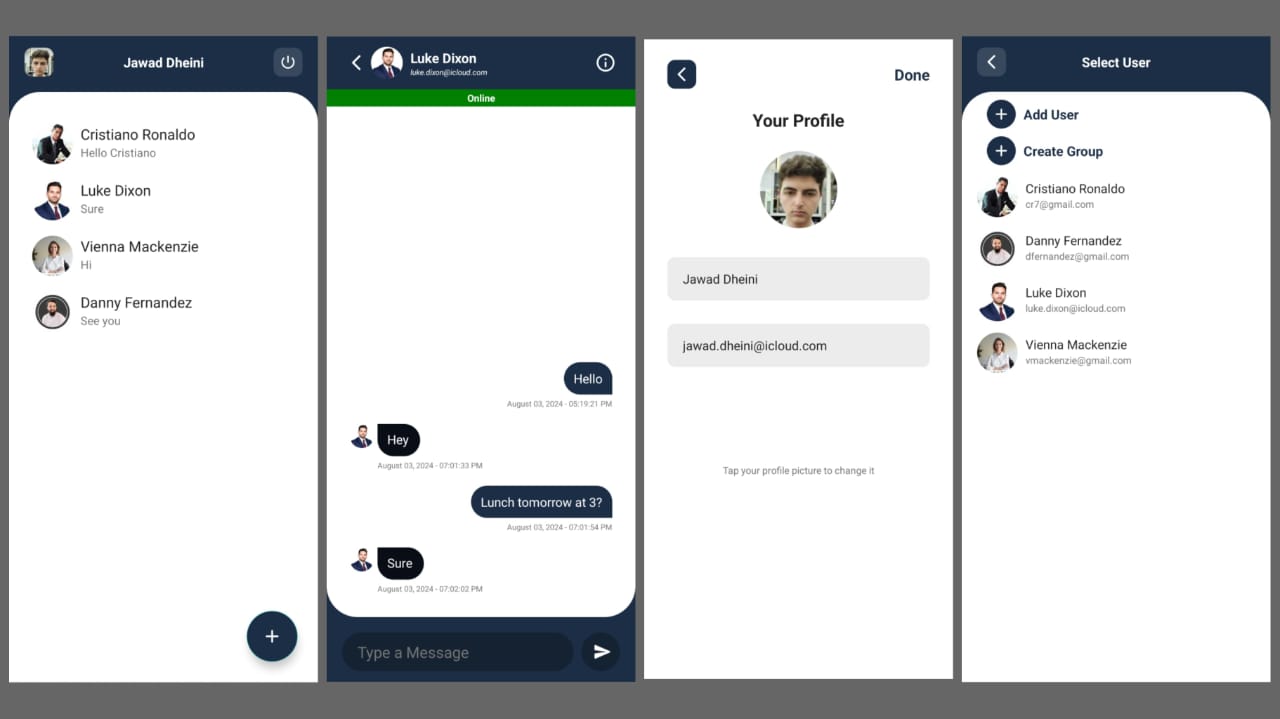 Jawad Dheini
Cristiano Ronaldo
Hello Cristiano
Luke Dixon
Sure
Vienna Mackenzie
Hi
Danny Fernandez
See you
Luke Dixon
luke.dixon@icloud.com
Online
Hello
August 03, 2024 - 05:19:21 PM
Hey
August 03, 2024 - 07:01:33 PM
Lunch tomorrow at 3?
August 03, 2024 - 07:01:54 PM
Sure
August 03, 2024 - 07:02:02 PM
Type a Message
Done
Your Profile
Jawad Dheini
jawad.dheini@icloud.com
Tap your profile picture to change it
Select User
Add User
Create Group
Cristiano Ronaldo
cr7@gmail.com
Danny Fernandez
dfernandez@gmail.com
Luke Dixon
luke.dixon@icloud.com
Vienna Mackenzie
vmackenzie@gmail.com